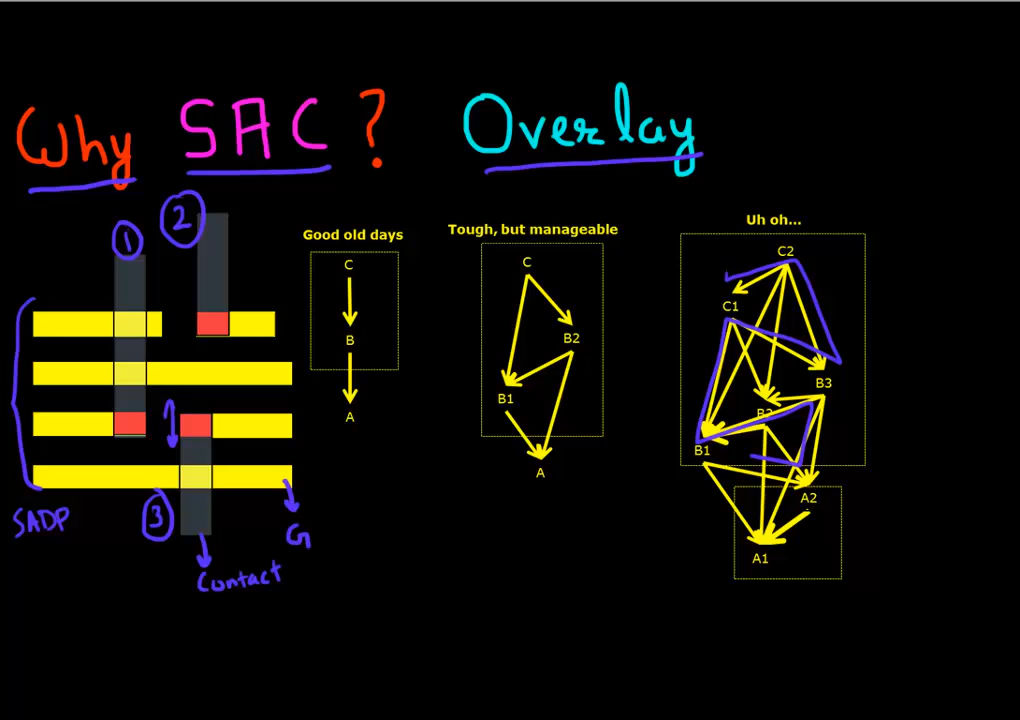 Why SAC ? Overlay
1
2
3
SADP
Contact
G
Good old days
C
B
A
Tough, but manageable
C
B2
B1
A
Uh oh...
C2
C1
B3
B1
A2
A1